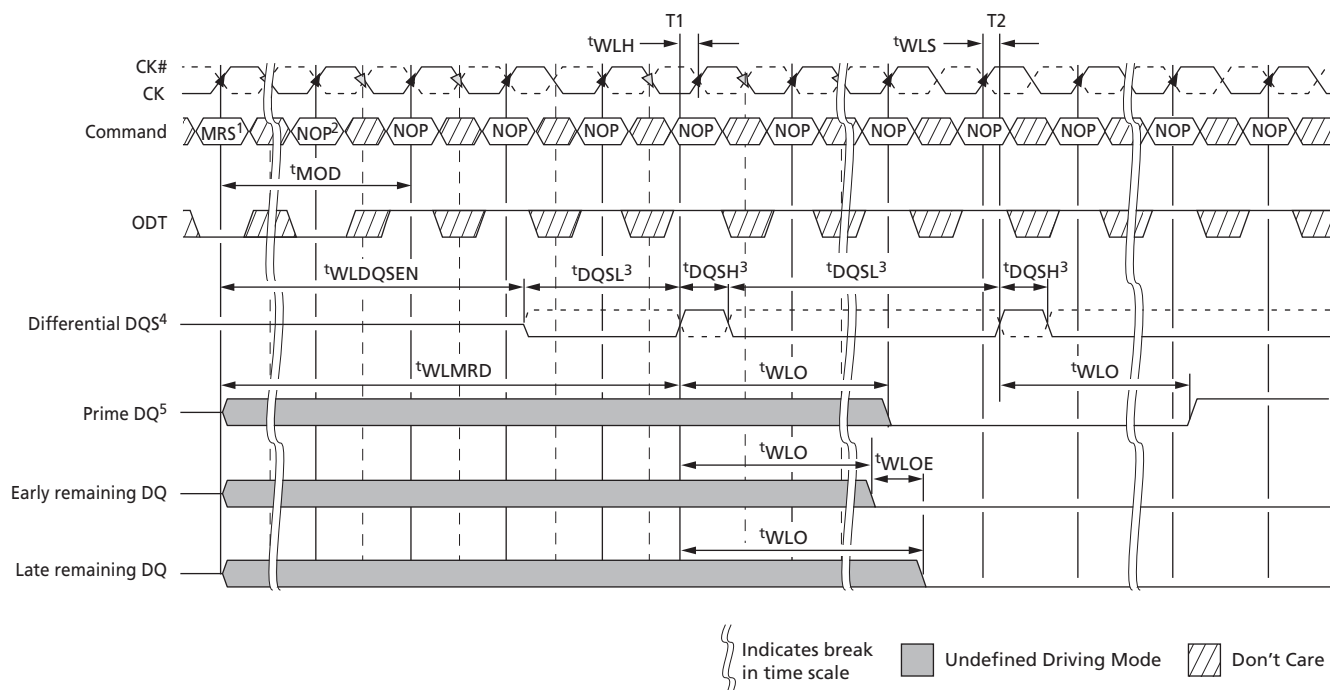 T1 T2
tWLH tWLS
CK#
CK
Command MRS1 NOP2 NOP NOP NOP NOP NOP NOP NOP NOP NOP NOP
tMOD
ODT
tWLDQSEN tDQSL3 tDQSH3 tDQSL3 tDQSH3
Differential DQS4
tWLMRD tWLO tWLO
Prime DQ5
tWLO tWLOE
Early remaining DQ
tWLO
Late remaining DQ
Indicates break
in time scale
Undefined Driving Mode
Don't Care